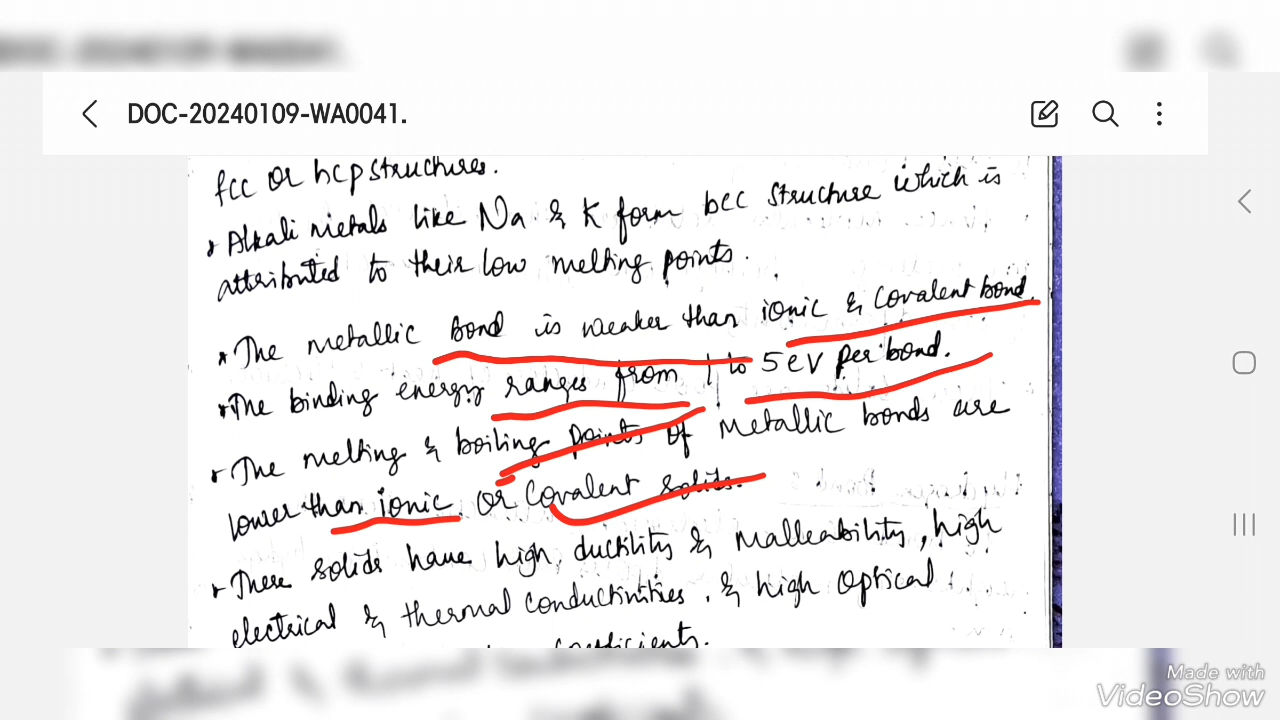 DOC-20240109-WA0041.
fcc or hcp structures.
* Alkali metals like Na & K form bcc structure which is
attributed to their low melting points.
* The metallic bond is weaker than ionic & covalent bond.
* The binding energy ranges from 1 to 5 eV per bond.
* The melting & boiling points of metallic bonds are
lower than ionic or covalent solids.
* These solids have high ductility & malleability, high
electrical & thermal conductivities. & high optical
coefficients.
Made with
VideoShow